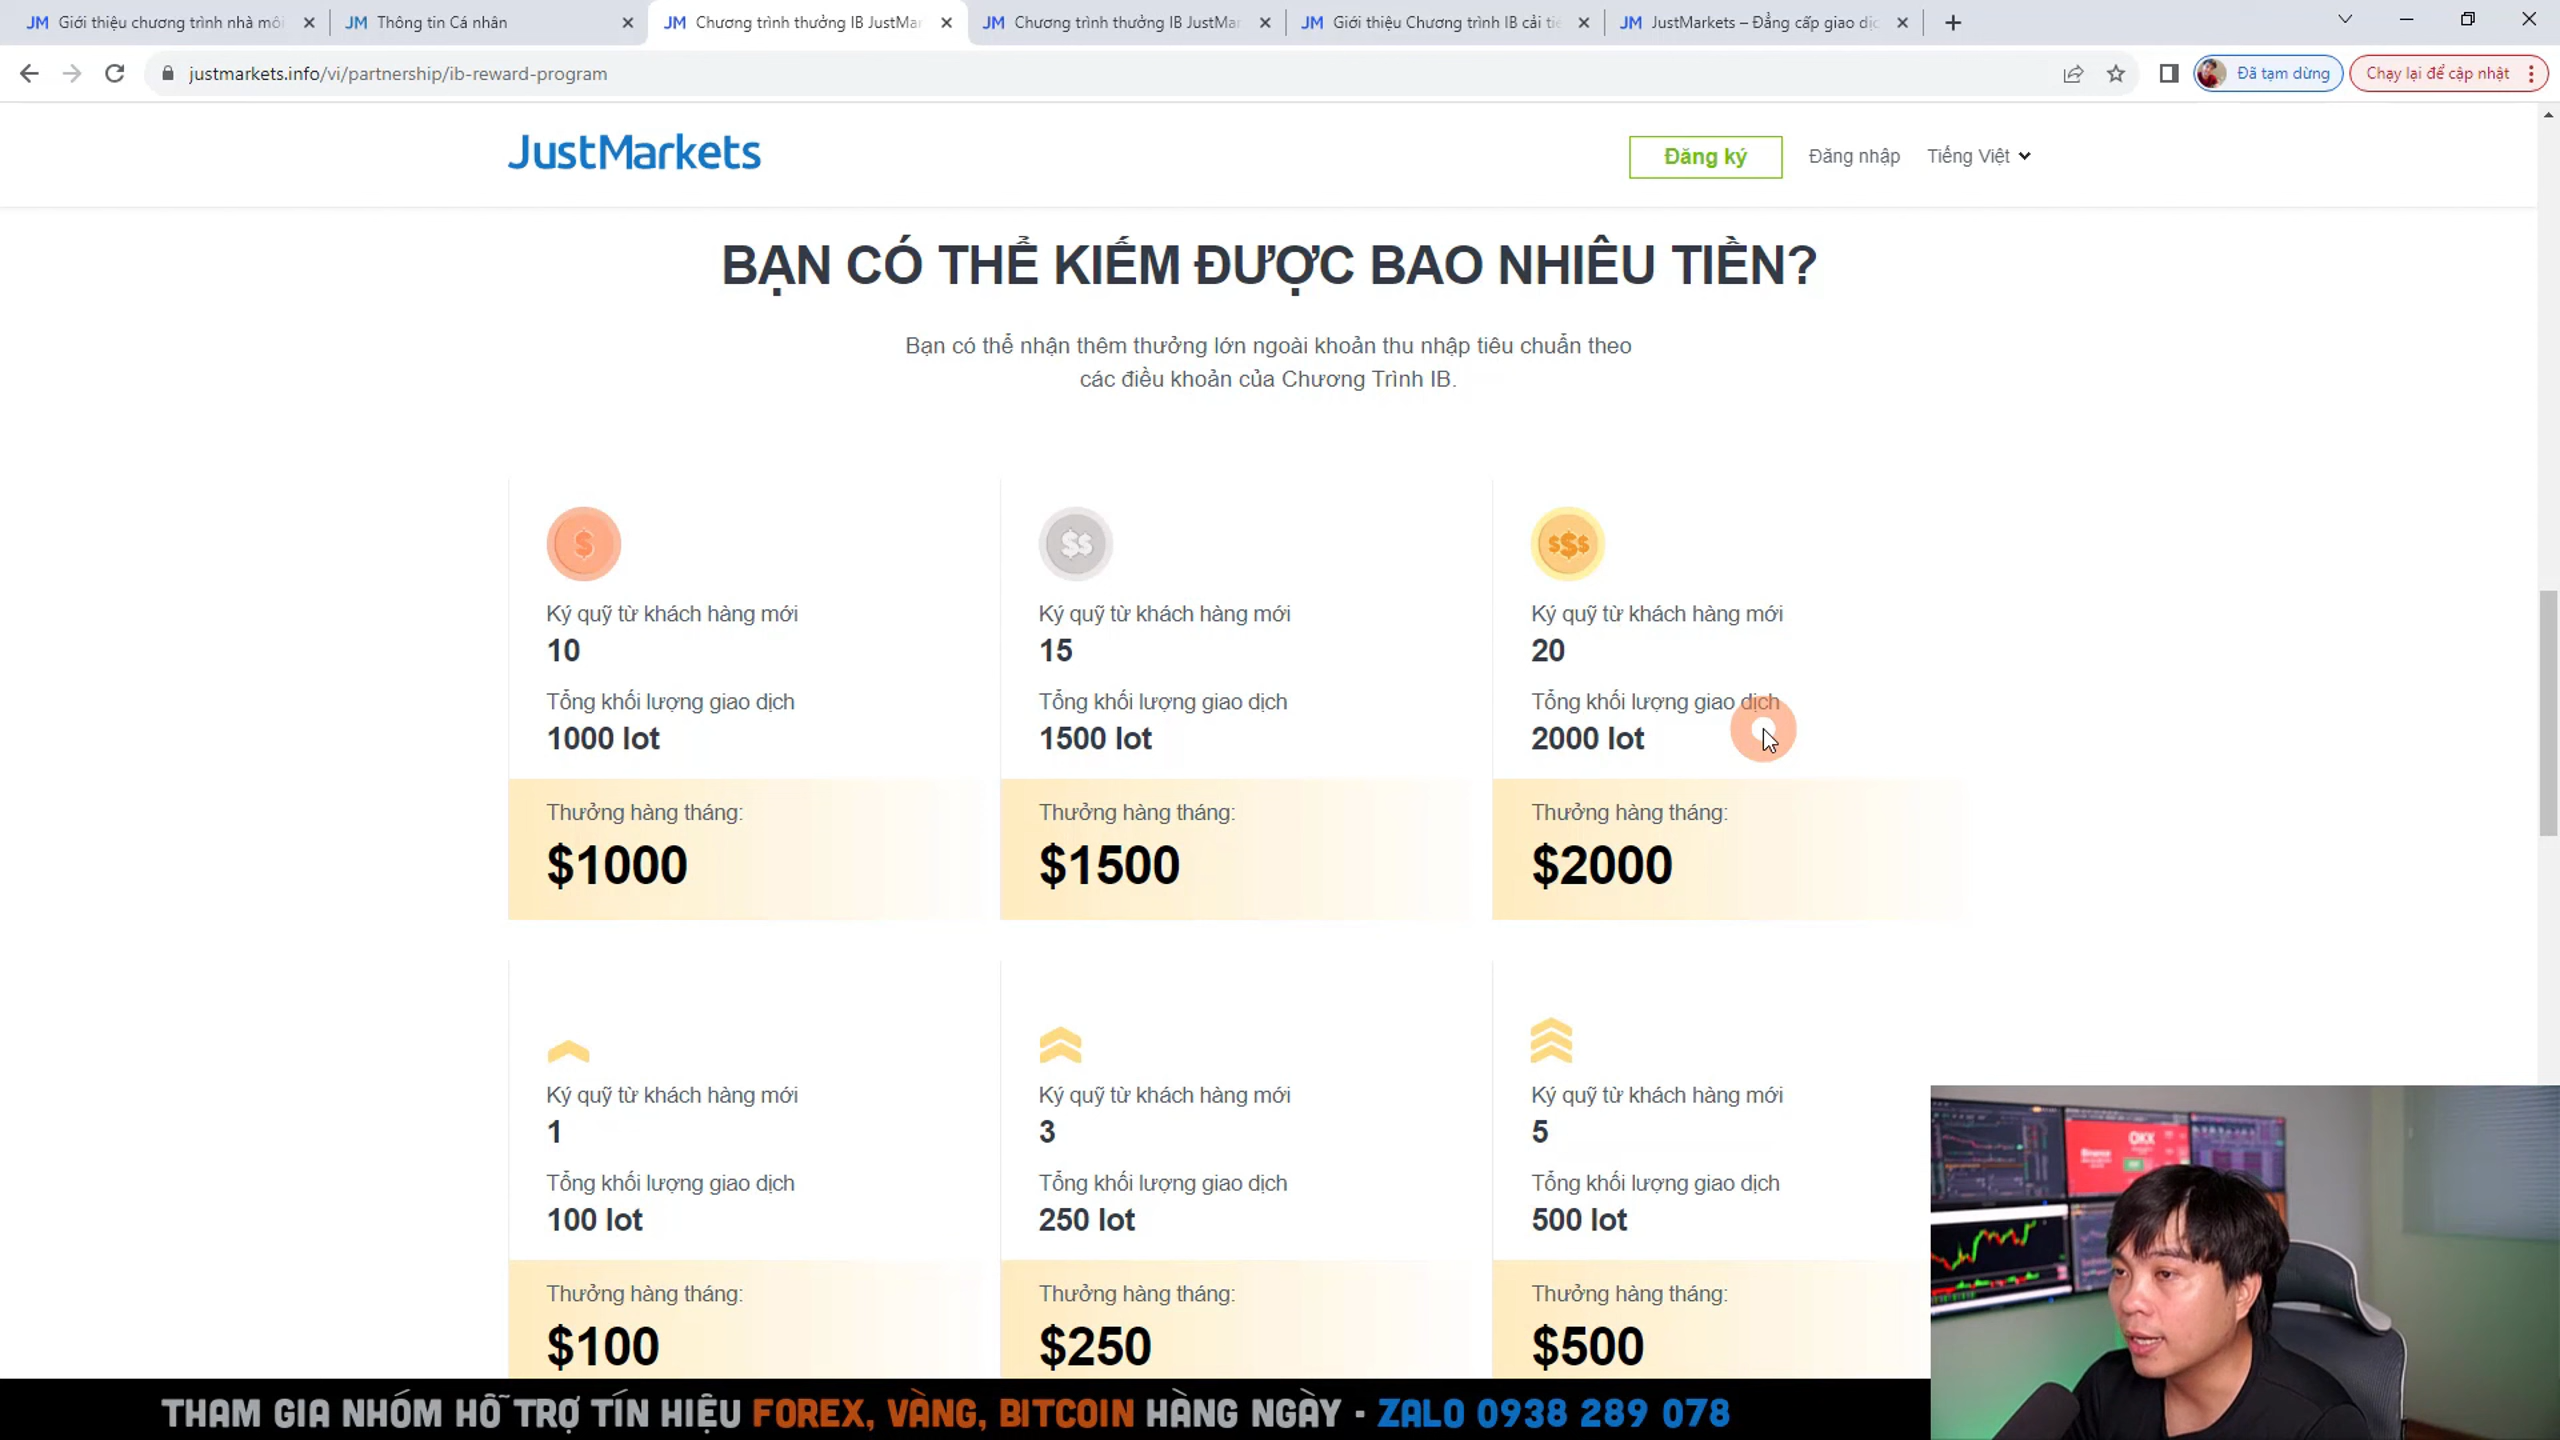 JM Giới thiệu chương trình nhà môi
JM Thông tin Cá nhân
JM Chương trình thưởng IB JustMar
JM Chương trình thưởng IB JustMar
JM Giới thiệu Chương trình IB cải tiế
JM JustMarkets – Đẳng cấp giao dịc
justmarkets.info/vi/partnership/ib-reward-program
Đã tạm dừng
Chạy lại để cập nhật
JustMarkets
Đăng ký
Đăng nhập
Tiếng Việt
BẠN CÓ THỂ KIẾM ĐƯỢC BAO NHIÊU TIỀN?
Bạn có thể nhận thêm thưởng lớn ngoài khoản thu nhập tiêu chuẩn theo
các điều khoản của Chương Trình IB.
$
Ký quỹ từ khách hàng mới
10
Tổng khối lượng giao dịch
1000 lot
Thưởng hàng tháng:
$1000
$$
Ký quỹ từ khách hàng mới
15
Tổng khối lượng giao dịch
1500 lot
Thưởng hàng tháng:
$1500
$$$
Ký quỹ từ khách hàng mới
20
Tổng khối lượng giao dịch
2000 lot
Thưởng hàng tháng:
$2000
Ký quỹ từ khách hàng mới
1
Tổng khối lượng giao dịch
100 lot
Thưởng hàng tháng:
$100
Ký quỹ từ khách hàng mới
3
Tổng khối lượng giao dịch
250 lot
Thưởng hàng tháng:
$250
Ký quỹ từ khách hàng mới
5
Tổng khối lượng giao dịch
500 lot
Thưởng hàng tháng:
$500
OKX
Binance
THAM GIA NHÓM HỖ TRỢ TÍN HIỆU FOREX, VÀNG, BITCOIN HÀNG NGÀY - ZALO 0938 289 078